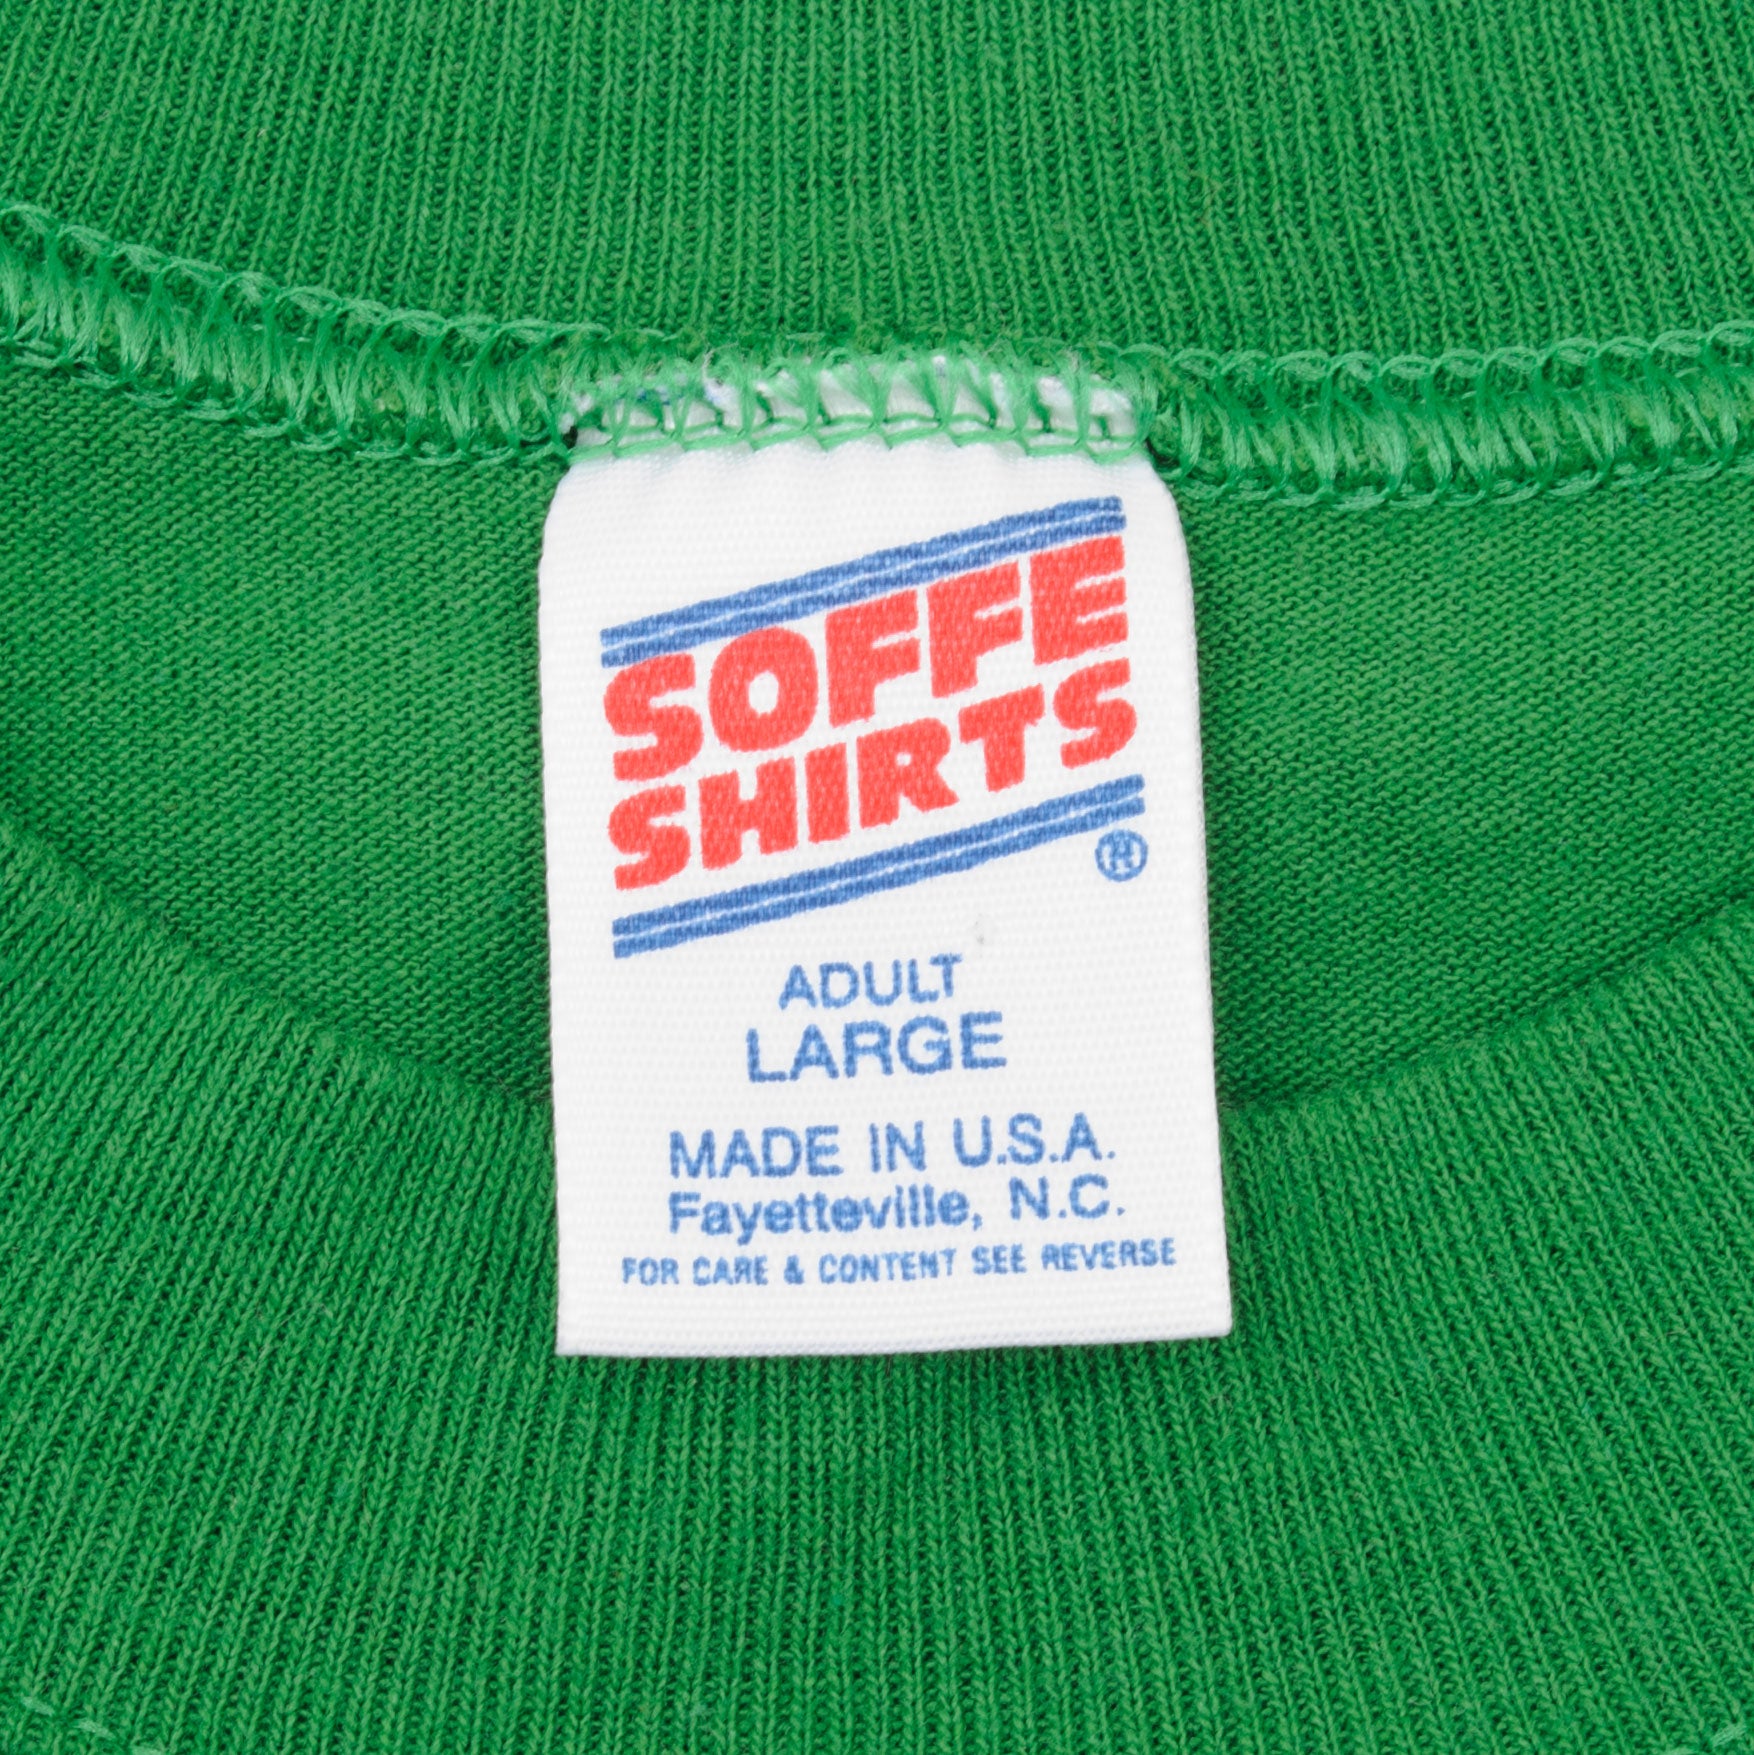 SOFFE
SHIRTS
®
ADULT
LARGE
MADE IN U.S.A.
Fayetteville, N.C.
FOR CARE & CONTENT SEE REVERSE